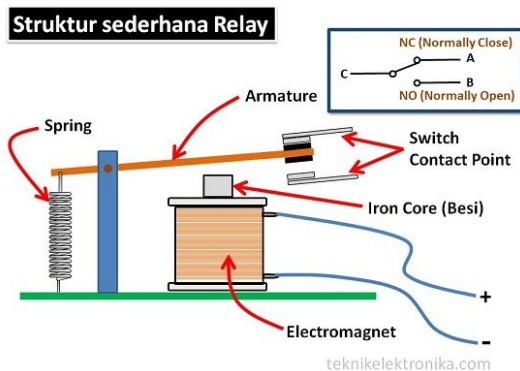 Struktur sederhana Relay
NC (Normally Close)
A
C
B
NO (Normally Open)
Armature
Spring
Switch
Contact Point
Iron Core (Besi)
+
Electromagnet
-
teknikelektronika.com